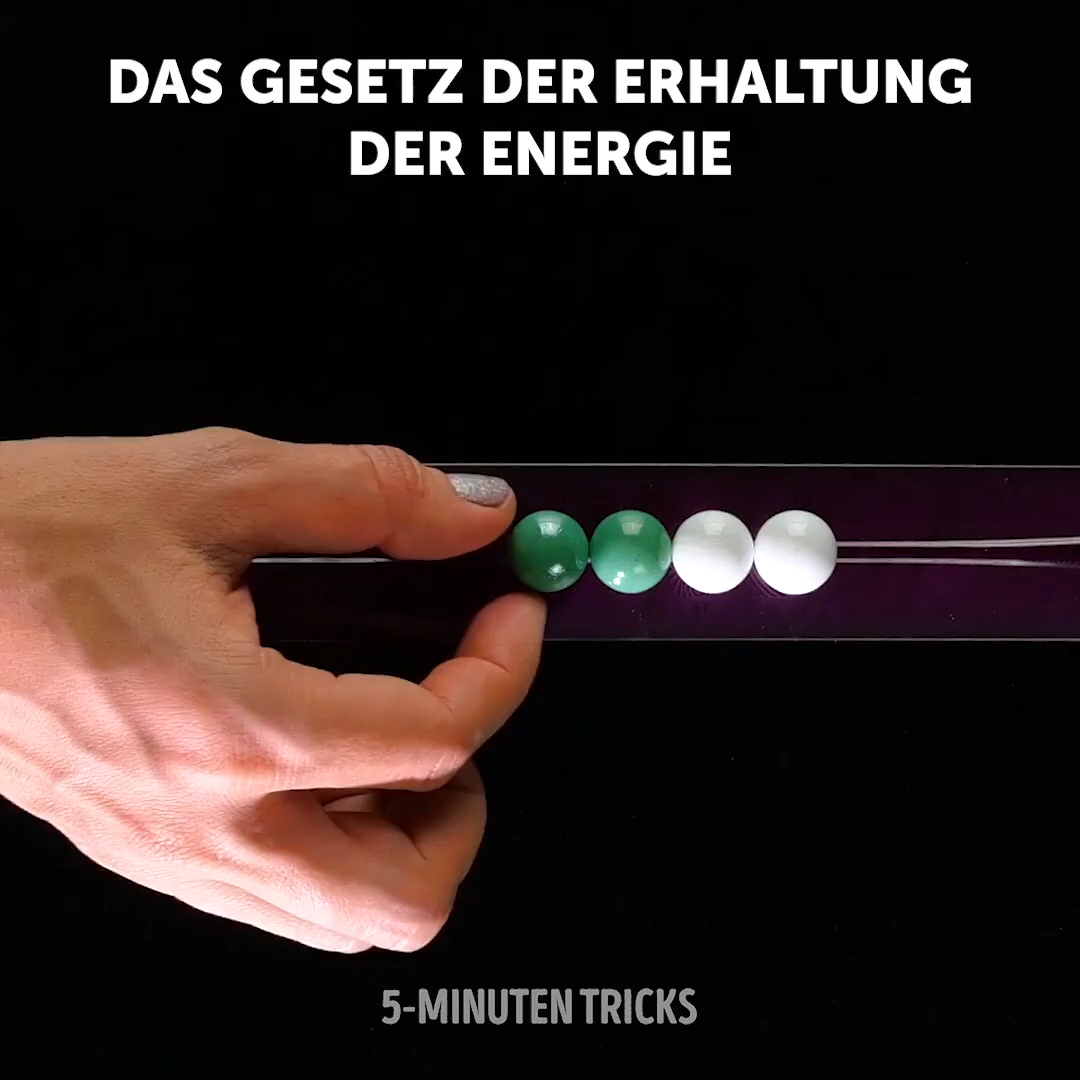 DAS GESETZ DER ERHALTUNG
DER ENERGIE
5-MINUTEN TRICKS